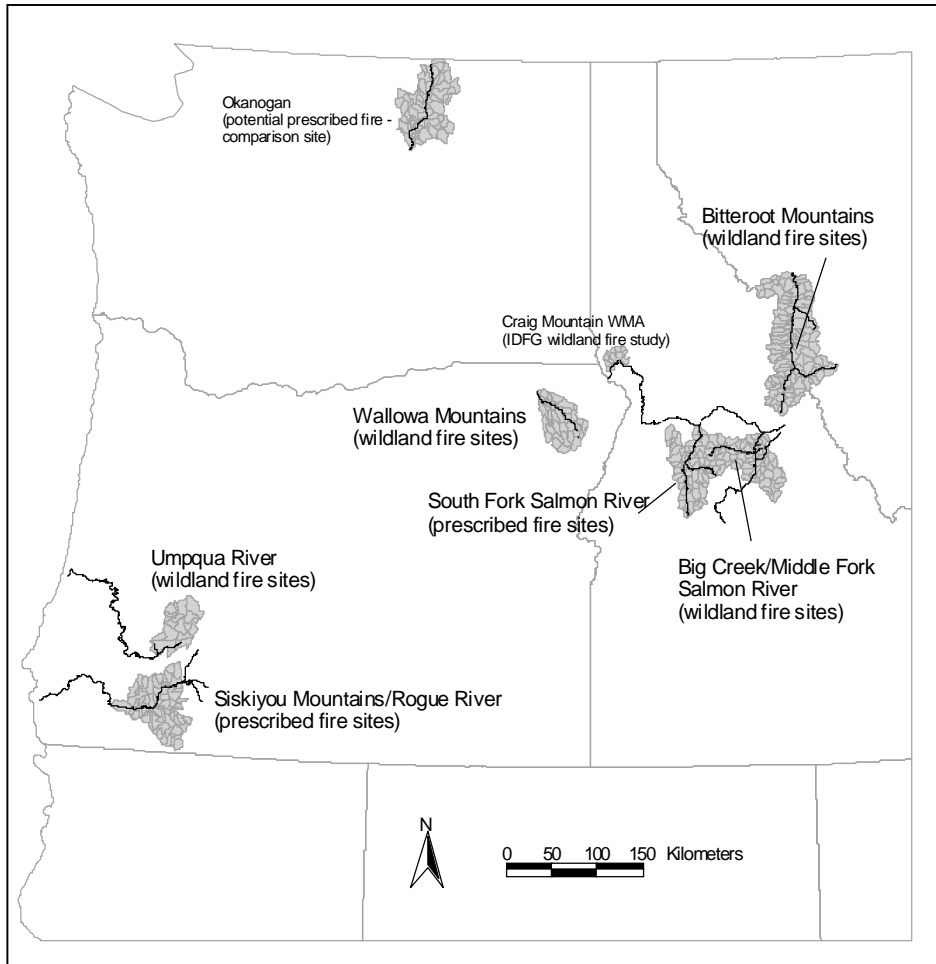 Okanogan
(potential prescribed fire -
comparison site)
Bitteroot Mountains
(wildland fire sites)
Craig Mountain WMA
(IDFG wildland fire study)
Wallowa Mountains
(wildland fire sites)
South Fork Salmon River
(prescribed fire sites)
Big Creek/Middle Fork
Salmon River
(wildland fire sites)
Umpqua River
(wildland fire sites)
Siskiyou Mountains/Rogue River
(prescribed fire sites)
N
0 50 100 150 Kilometers